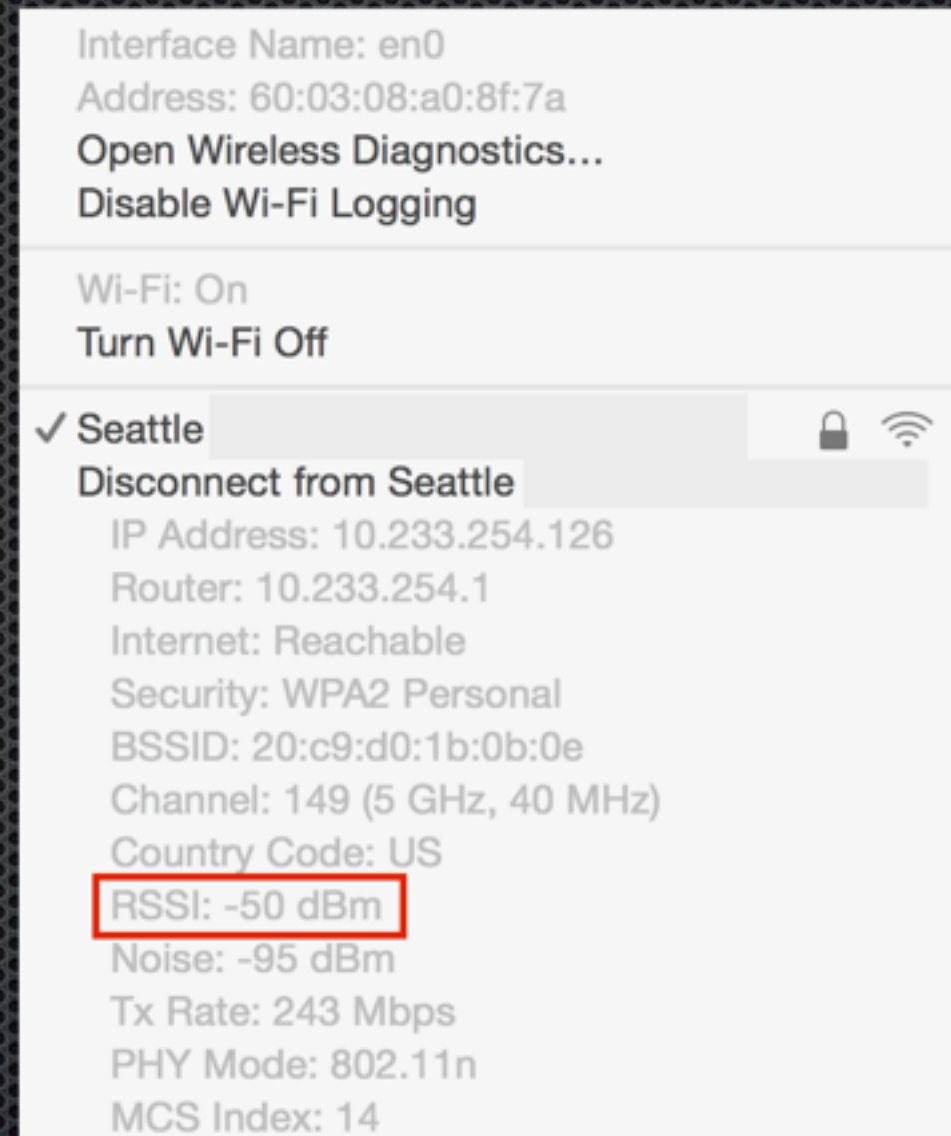 Interface Name: en0
Address: 60:03:08:a0:8f:7a
Open Wireless Diagnostics...
Disable Wi-Fi Logging
Wi-Fi: On
Turn Wi-Fi Off
✓ Seattle
Disconnect from Seattle
IP Address: 10.233.254.126
Router: 10.233.254.1
Internet: Reachable
Security: WPA2 Personal
BSSID: 20:c9:d0:1b:0b:0e
Channel: 149 (5 GHz, 40 MHz)
Country Code: US
RSSI: -50 dBm
Noise: -95 dBm
Tx Rate: 243 Mbps
PHY Mode: 802.11n
MCS Index: 14